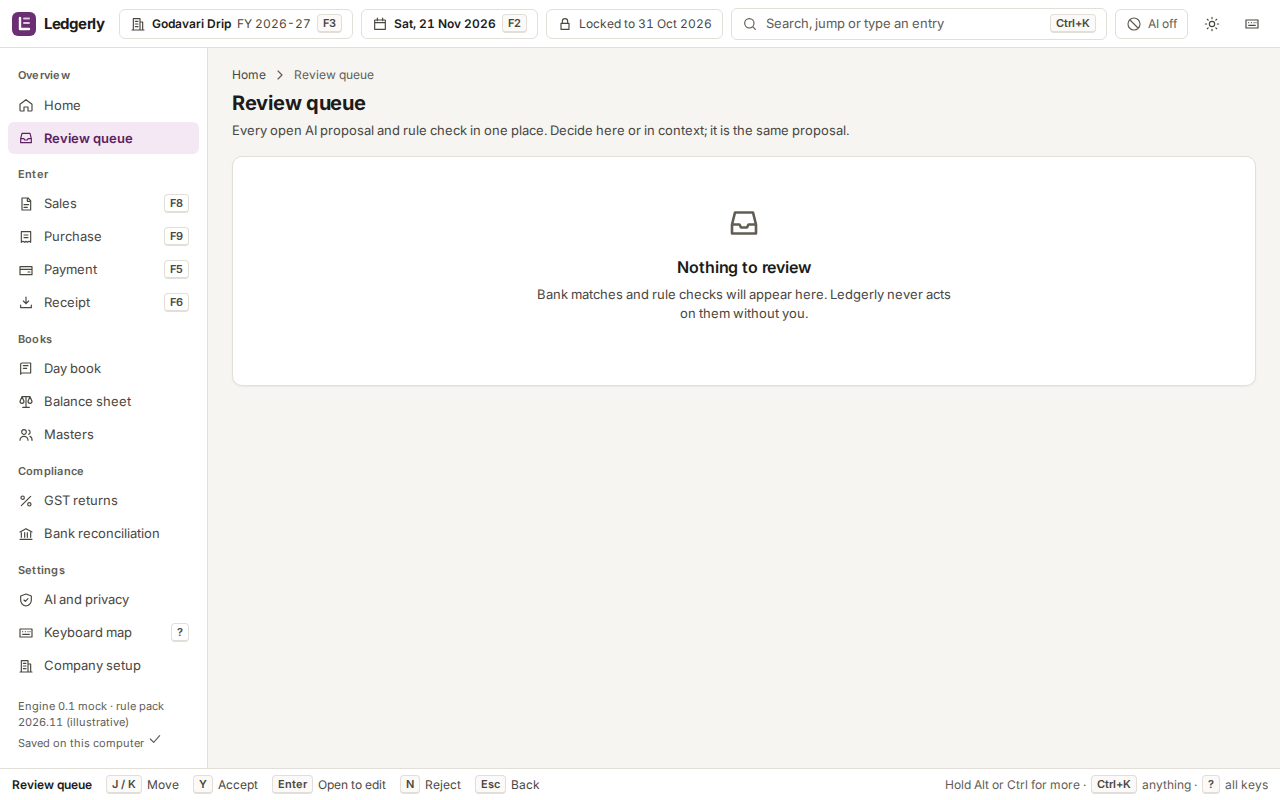 Ledgerly
Godavari Drip FY 2026-27 F3
Sat, 21 Nov 2026 F2
Locked to 31 Oct 2026
Search, jump or type an entry Ctrl+K
AI off
Overview
Home
Review queue
Enter
Sales F8
Purchase F9
Payment F5
Receipt F6
Books
Day book
Balance sheet
Masters
Compliance
GST returns
Bank reconciliation
Settings
AI and privacy
Keyboard map ?
Company setup
Engine 0.1 mock · rule pack
2026.11 (illustrative)
Saved on this computer
Home Review queue
Review queue
Every open AI proposal and rule check in one place. Decide here or in context; it is the same proposal.
Nothing to review
Bank matches and rule checks will appear here. Ledgerly never acts
on them without you.
Review queue J / K Move Y Accept Enter Open to edit N Reject Esc Back
Hold Alt or Ctrl for more · Ctrl+K anything · ? all keys